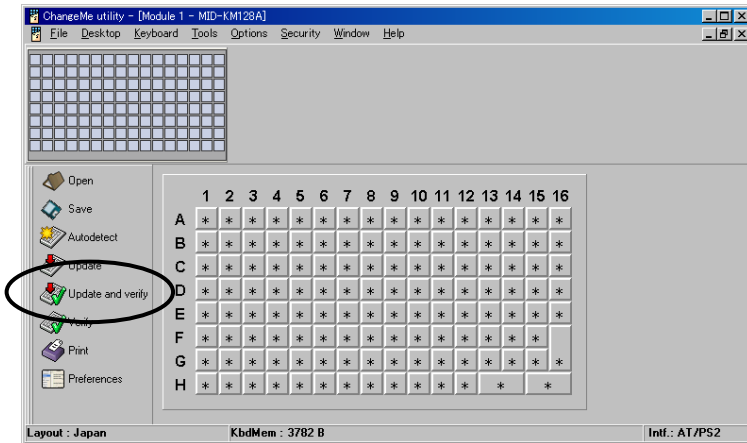 ChangeMe utility - [Module 1 - MID-KM128A]
File Desktop Keyboard Tools Options Security Window Help
Open
Save
Autodetect
Update
Update and verify
Verify
Print
Preferences
1 2 3 4 5 6 7 8 9 10 11 12 13 14 15 16
A * * * * * * * * * * * * * * * *
B * * * * * * * * * * * * * * * *
C * * * * * * * * * * * * * * * *
D * * * * * * * * * * * * * * * *
E * * * * * * * * * * * * * * * *
F * * * * * * * * * * * * * * *
G * * * * * * * * * * * * * * * *
H * * * * * * * * * * * * * *
Layout : Japan KbdMem : 3782 B Intf.: AT/PS2